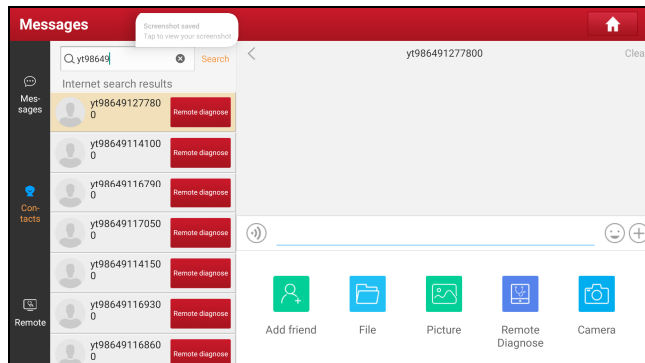 Messages
Screenshot saved
Tap to view your screenshot
yt98649
Search
yt986491277800
Clea
Internet search results
Mes-
sages
Con-
tacts
Remote
yt98649127780
0
Remote diagnose
yt98649114100
0
Remote diagnose
yt98649116790
0
Remote diagnose
yt98649117050
0
Remote diagnose
yt98649114150
0
Remote diagnose
yt98649116930
0
Remote diagnose
yt98649116860
0
Remote diagnose
Add friend
File
Picture
Remote
Diagnose
Camera